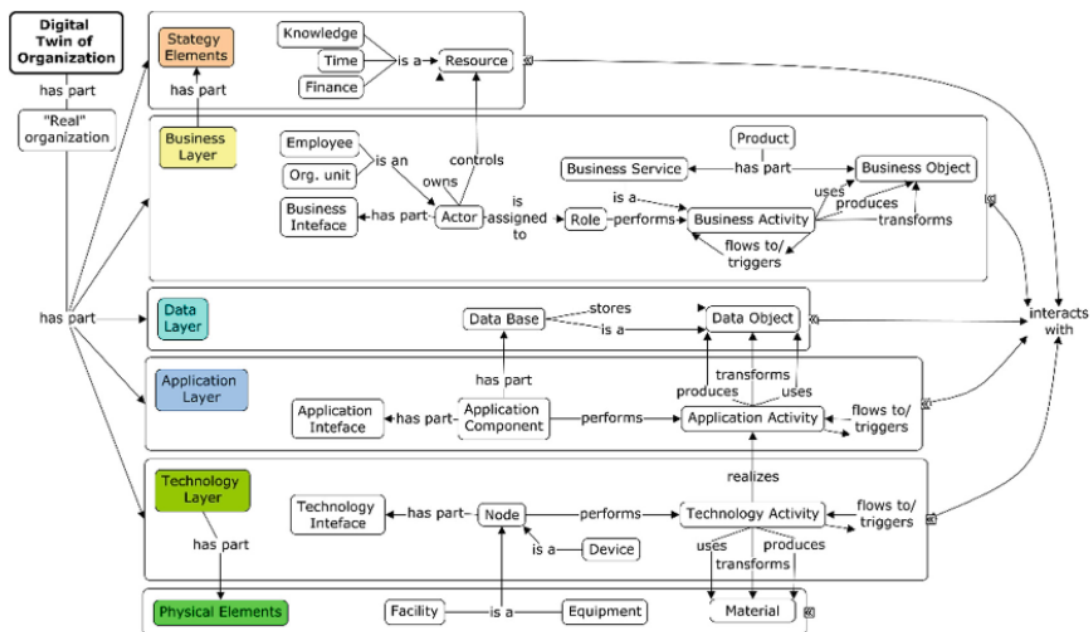 Digital
Twin of
Organization
has part
"Real"
organization
has part
Stategy
Elements
has part
Knowledge
Time
Finance
is a
Resource
Business
Layer
Employee
Org. unit
is an
controls
owns
Business
Inteface
has part
Actor
is
assigned
to
Role
performs
Product
Business Service
has part
Business Object
is a
uses
produces
transforms
Business Activity
flows to/
triggers
Data
Layer
Data Base
stores
is a
Data Object
interacts
with
has part
Application
Layer
Application
Inteface
has part
Application
Component
performs
transforms
produces
uses
Application Activity
flows to/
triggers
realizes
Technology
Layer
has part
Technology
Inteface
has part
Node
performs
Technology Activity
flows to/
triggers
is a
Device
uses
produces
transforms
Physical Elements
Facility
is a
Equipment
Material